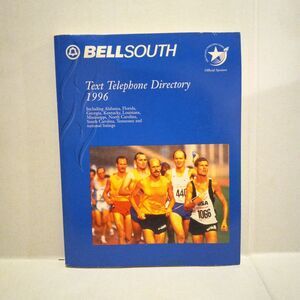 BELLSOUTH
Official Sponsor
Text Telephone Directory
1996
Including Alabama, Florida,
Georgia, Kentucky, Louisiana,
Mississippi, North Carolina,
South Carolina, Tennessee and
national listings
440
USA
1066